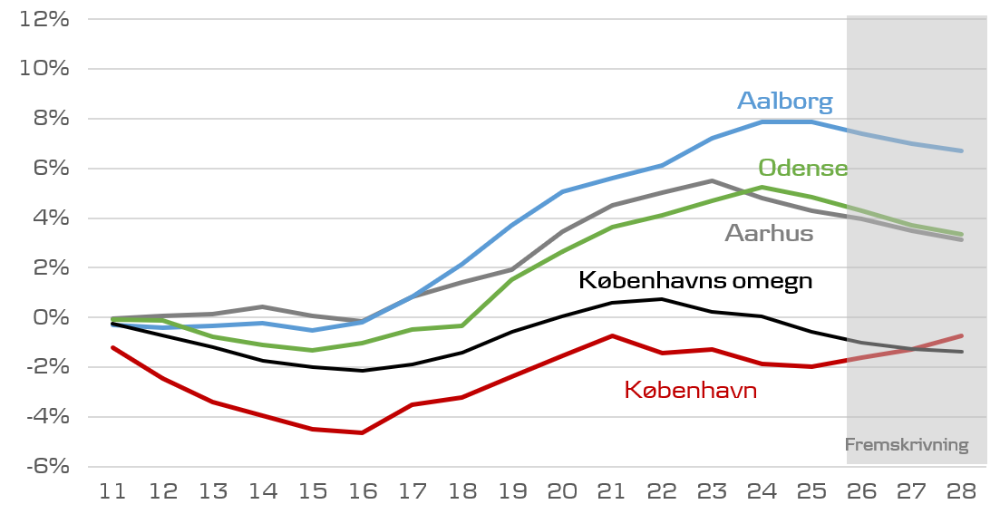 12%
10%
8%
6%
4%
2%
0%
-2%
-4%
-6%
Aalborg
Odense
Aarhus
Københavns omegn
København
Fremskrivning
11 12 13 14 15 16 17 18 19 20 21 22 23 24 25 26 27 28